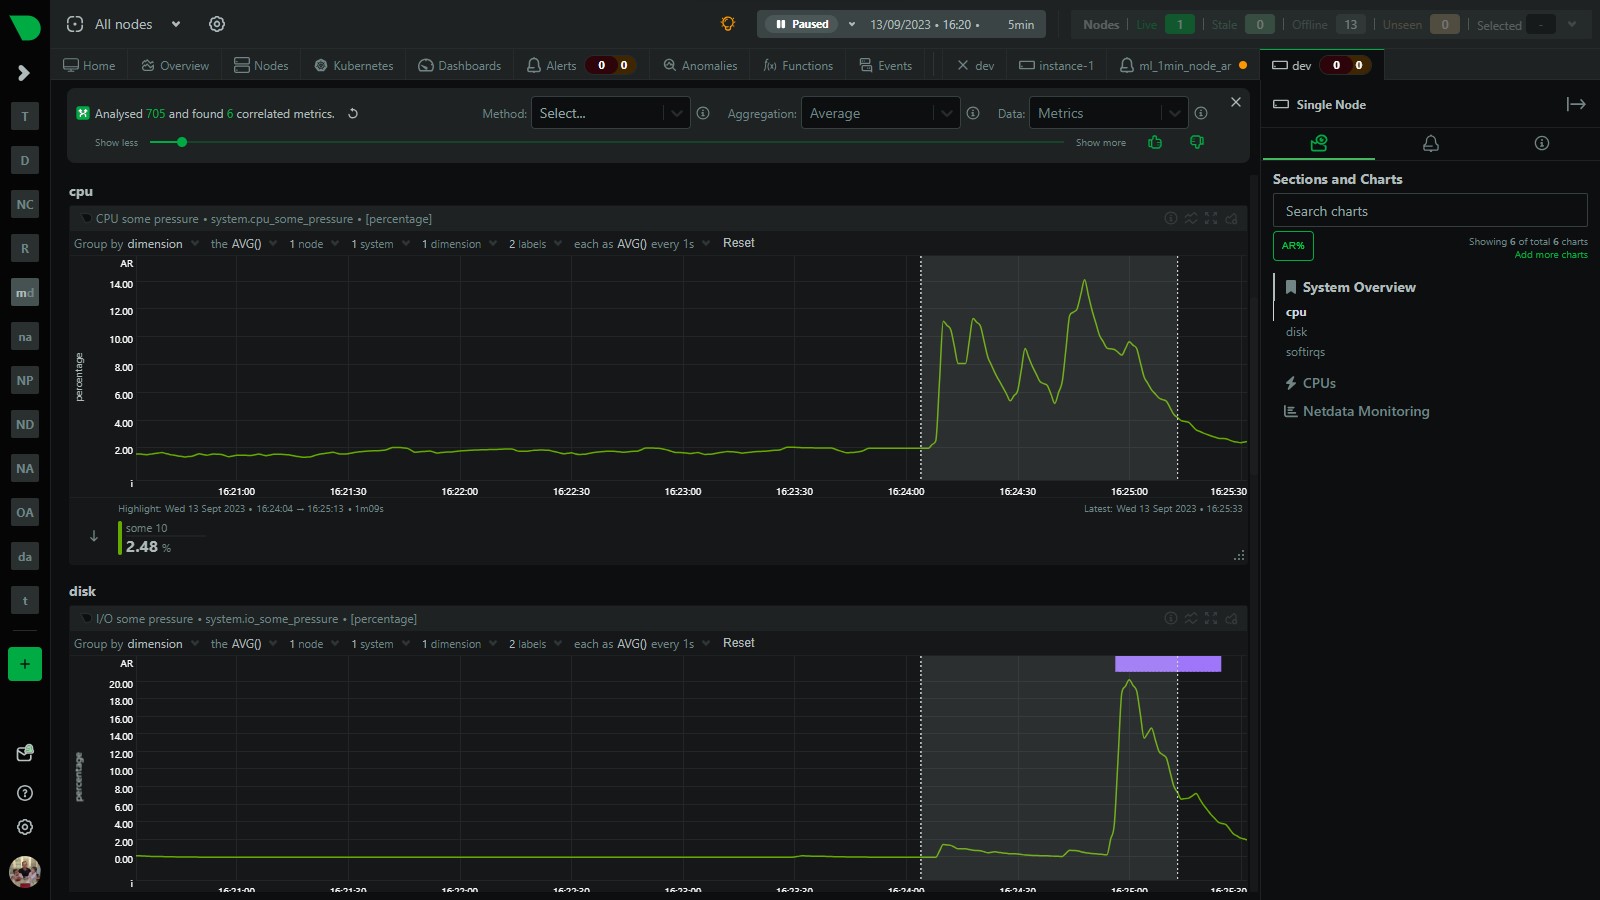 All nodes
Paused 13/09/2023 • 16:20 • 5min
Nodes Live 1 Stale 0 Offline 13 Unseen 0 Selected -
Home Overview Nodes Kubernetes Dashboards Alerts 0 0 Anomalies Functions Events dev instance-1 ml_1min_node_ar dev 0 0
T
D
NC
R
md
na
NP
ND
NA
OA
da
t
+
Analysed 705 and found 6 correlated metrics.
Method: Select... Aggregation: Average Data: Metrics
Show less Show more
cpu
CPU some pressure • system.cpu_some_pressure • [percentage]
Group by dimension the AVG() 1 node 1 system 1 dimension 2 labels each as AVG() every 1s Reset
AR
14.00
12.00
10.00
8.00
6.00
4.00
2.00
i
percentage
16:21:00 16:21:30 16:22:00 16:22:30 16:23:00 16:23:30 16:24:00 16:24:30 16:25:00 16:25:30
Highlight: Wed 13 Sept 2023 • 16:24:04 → 16:25:13 • 1m09s
Latest: Wed 13 Sept 2023 • 16:25:33
some 10
2.48 %
disk
I/O some pressure • system.io_some_pressure • [percentage]
Group by dimension the AVG() 1 node 1 system 1 dimension 2 labels each as AVG() every 1s Reset
AR
20.00
18.00
16.00
14.00
12.00
10.00
8.00
6.00
4.00
2.00
0.00
i
percentage
16:21:00 16:21:30 16:22:00 16:22:30 16:23:00 16:23:30 16:24:00 16:24:30 16:25:00 16:25:30
Single Node
Sections and Charts
Search charts
AR%
Showing 6 of total 6 charts
Add more charts
System Overview
cpu
disk
softirqs
CPUs
Netdata Monitoring